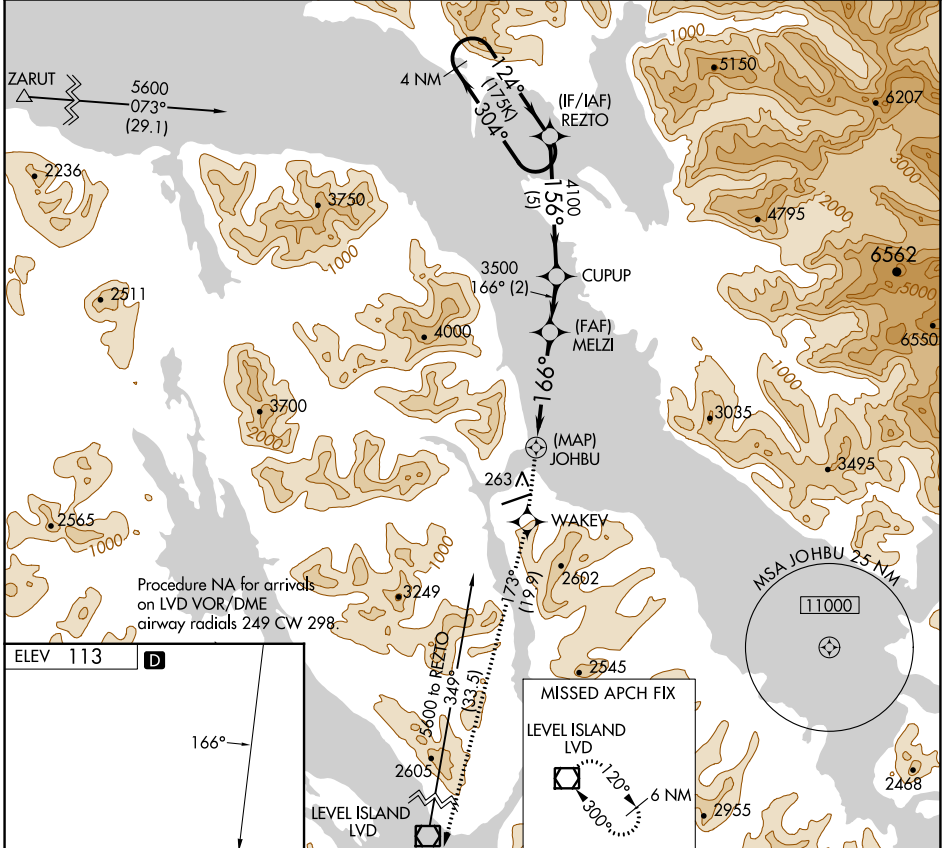 1000
5150
6207
ZARUT
5600
073°
(29.1)
4 NM
124°
(175K)
304°
(IF/IAF)
REZTO
3000
2236
3750
4100
156°
(5)
2000
4795
1000
6562
5000
2511
3500
166° (2)
CUPUP
4000
(FAF)
MELZI
6550
1000
166°
3700
2000
3035
(MAP)
JOHBU
3495
263
WAKEV
2565
1000
1000
MSA JOHBU 25 NM
11000
2602
Procedure NA for arrivals
on LVD VOR/DME
airway radials 249 CW 298.
3249
173°
(19.9)
5600 to REZTO
349°
(33.5)
ELEV 113
D
166°
2545
MISSED APCH FIX
LEVEL ISLAND
LVD
120°
6 NM
300°
2605
LEVEL ISLAND
LVD
2955
2468